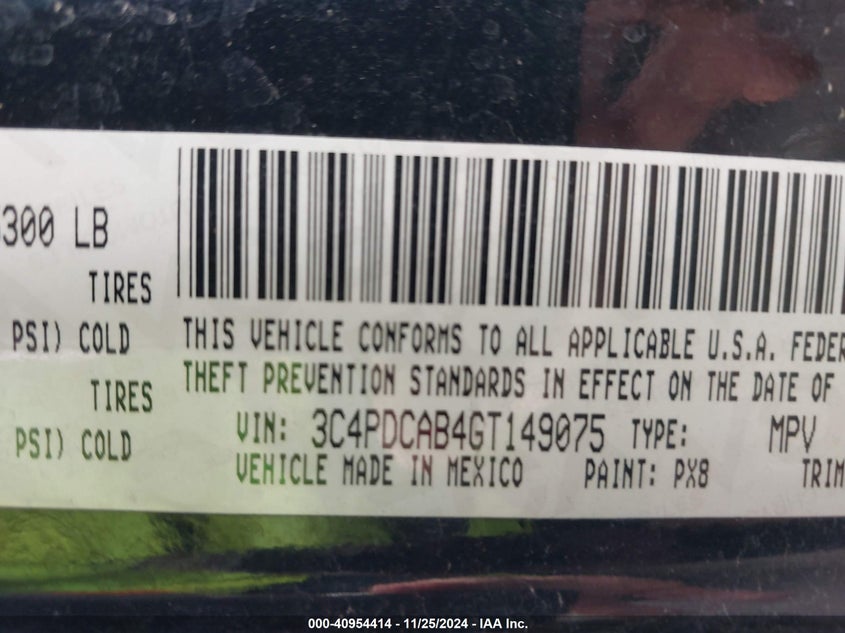 300 LB
TIRES
PSI) COLD
TIRES
PSI) COLD
THIS VEHICLE CONFORMS TO ALL APPLICABLE U.S.A. FEDER
THEFT PREVENTION STANDARDS IN EFFECT ON THE DATE OF
VIN: 3C4PDCAB4GT149075 TYPE: MPV
VEHICLE MADE IN MEXICO PAINT: PX8 TRIM
000-40954414 - 11/25/2024 - IAA Inc.